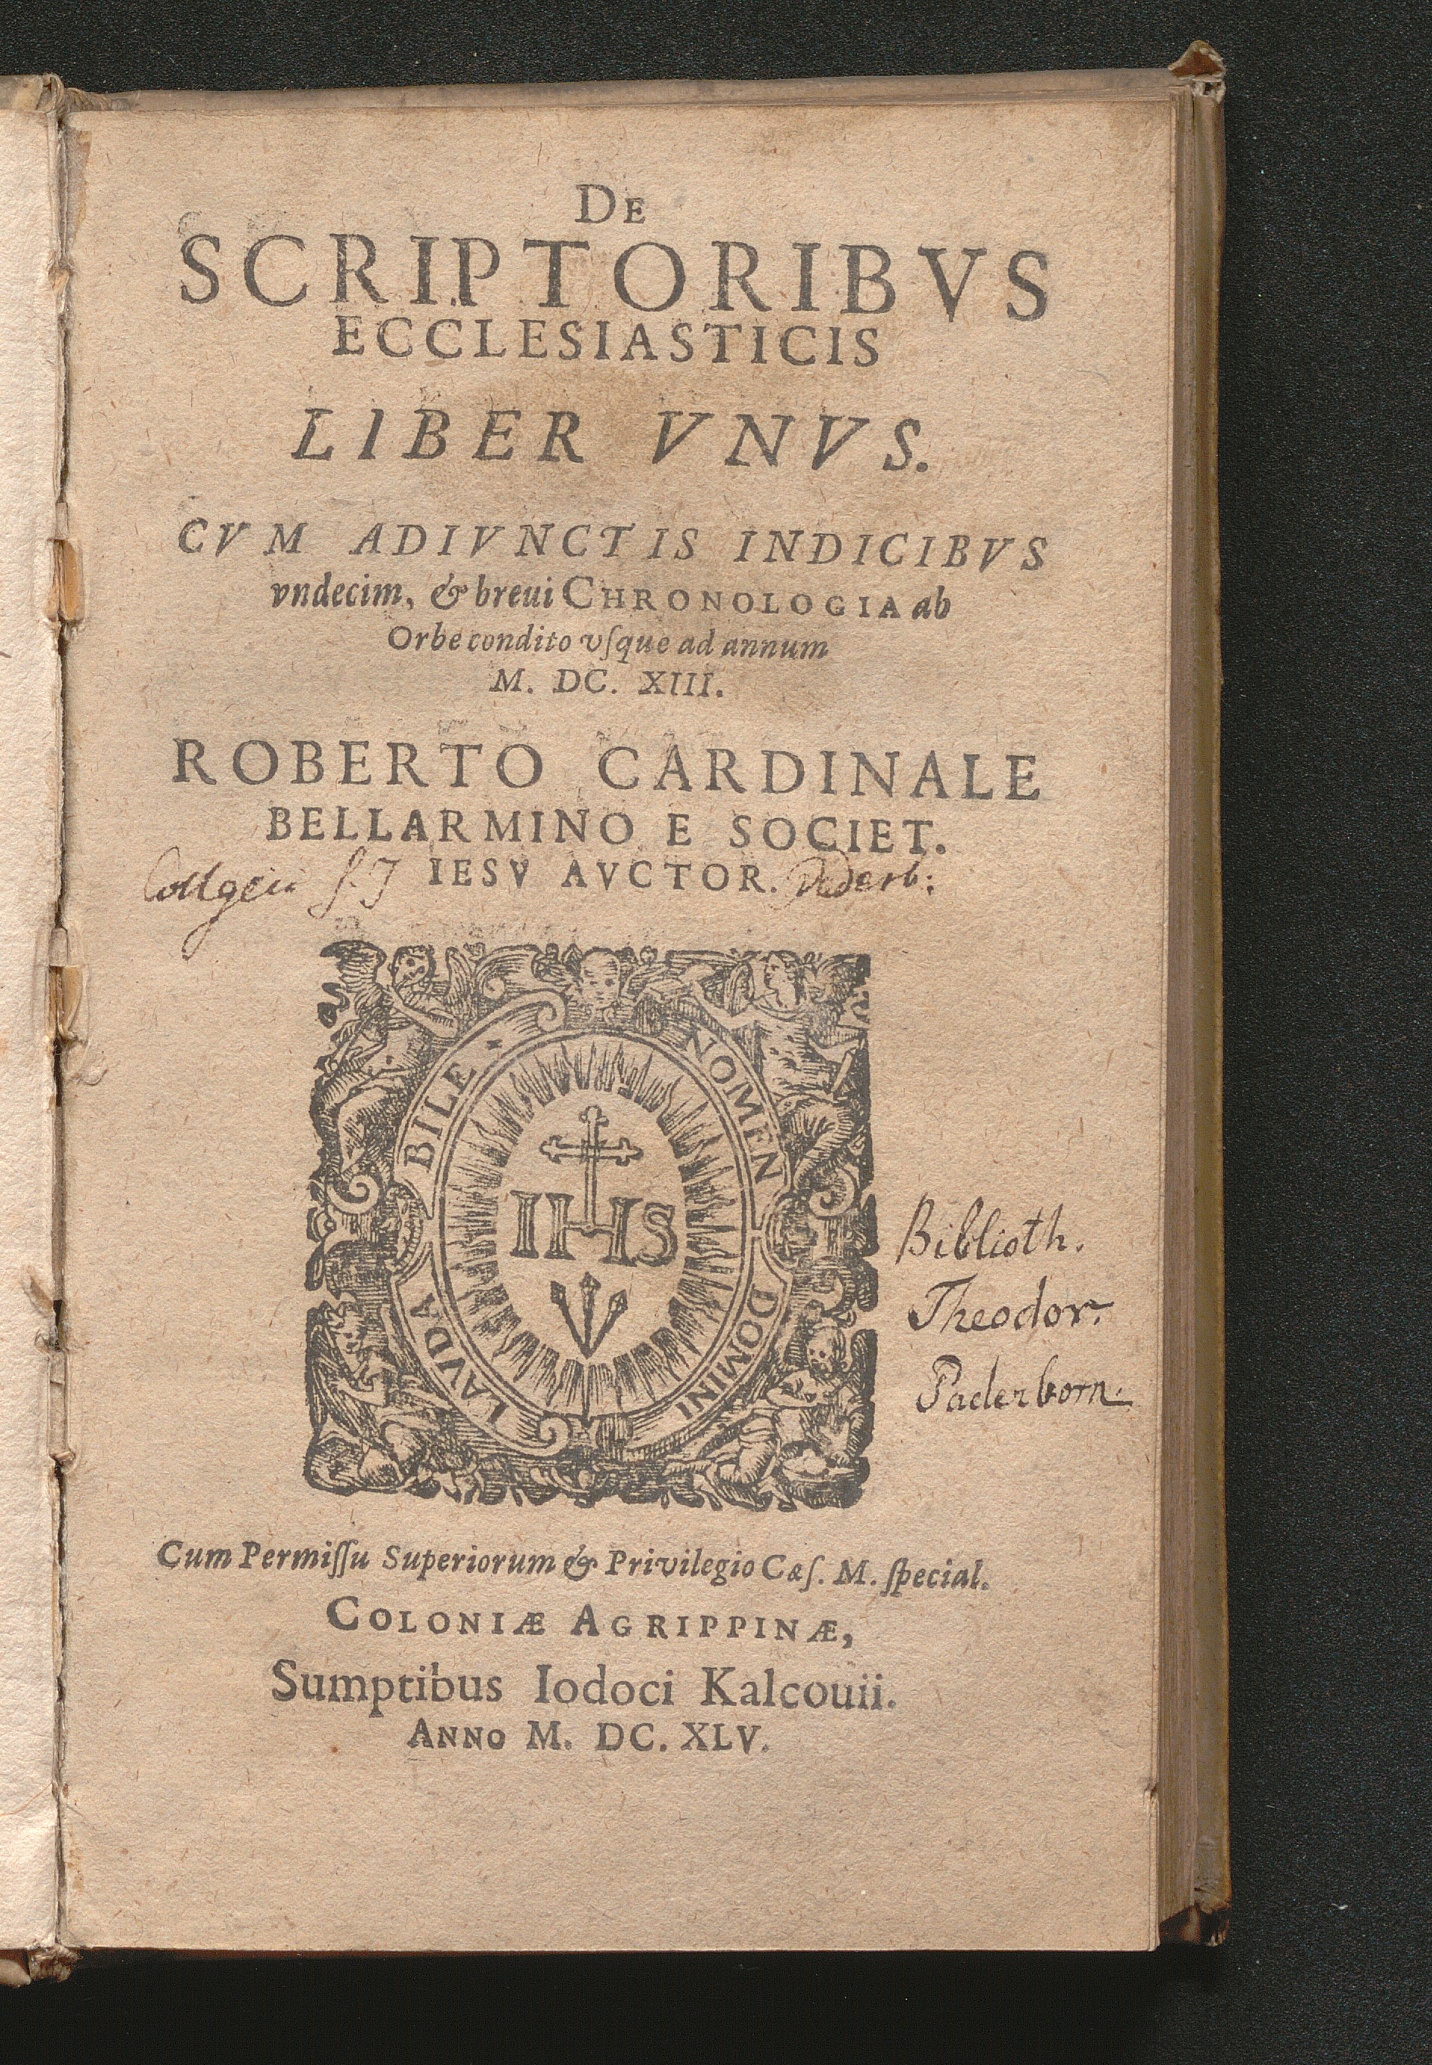 DE
SCRIPTORIBVS
ECCLESIASTICIS
LIBER VNVS.
CVM ADIVNCTIS INDICIBVS
vndecim, & breui CHRONOLOGIA ab
Orbe condito vſque ad annum
M. DC. XIII.
ROBERTO CARDINALE
BELLARMINO E SOCIET.
IESV AVCTOR.
Collgeii S. J Paderb:
LAVDA BILE NOMEN DOMINI
IHS
Biblioth.
Theodor.
Paderborn.
Cum Permiſſu Superiorum & Privilegio Cæſ. M. ſpecial.
COLONIÆ AGRIPPINÆ,
Sumptibus Iodoci Kalcouii.
ANNO M. DC. XLV.